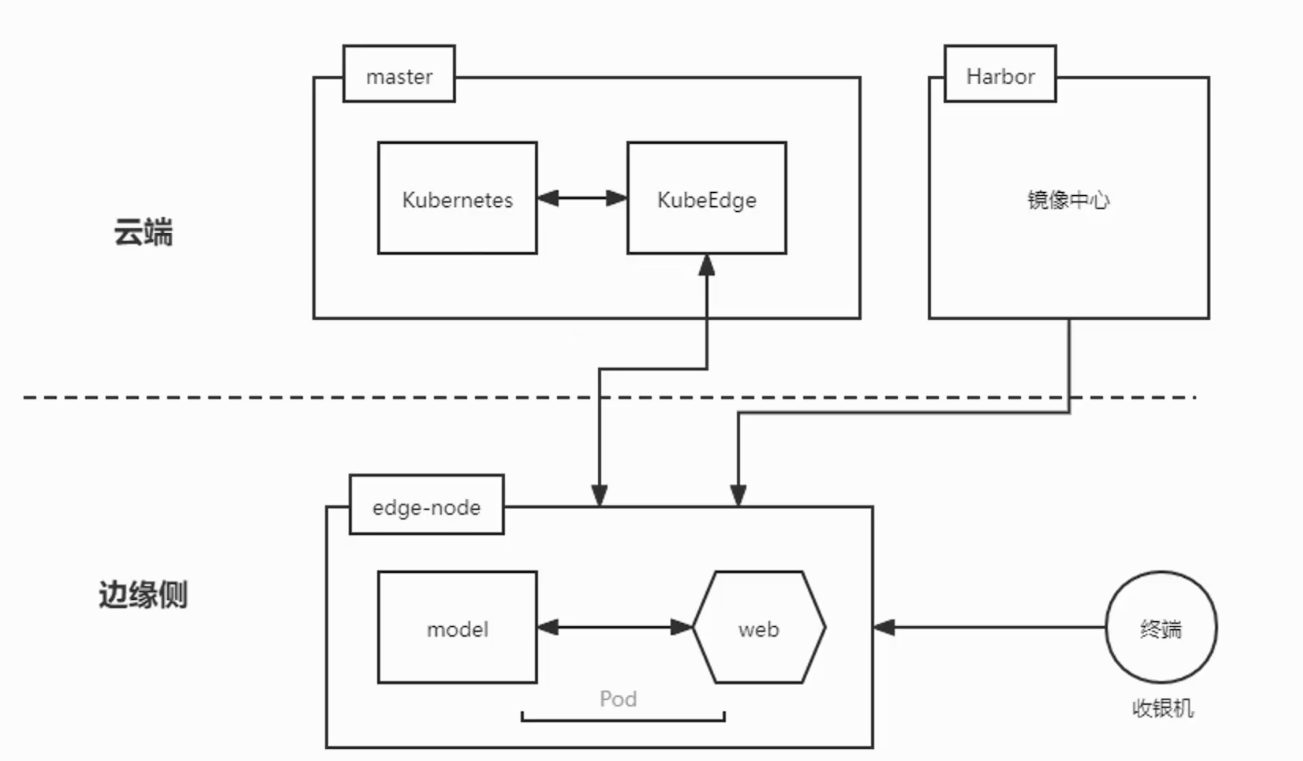 master
Harbor
Kubernetes
KubeEdge
镜像中心
云端
edge-node
边缘侧
model
web
终端
Pod
收银机